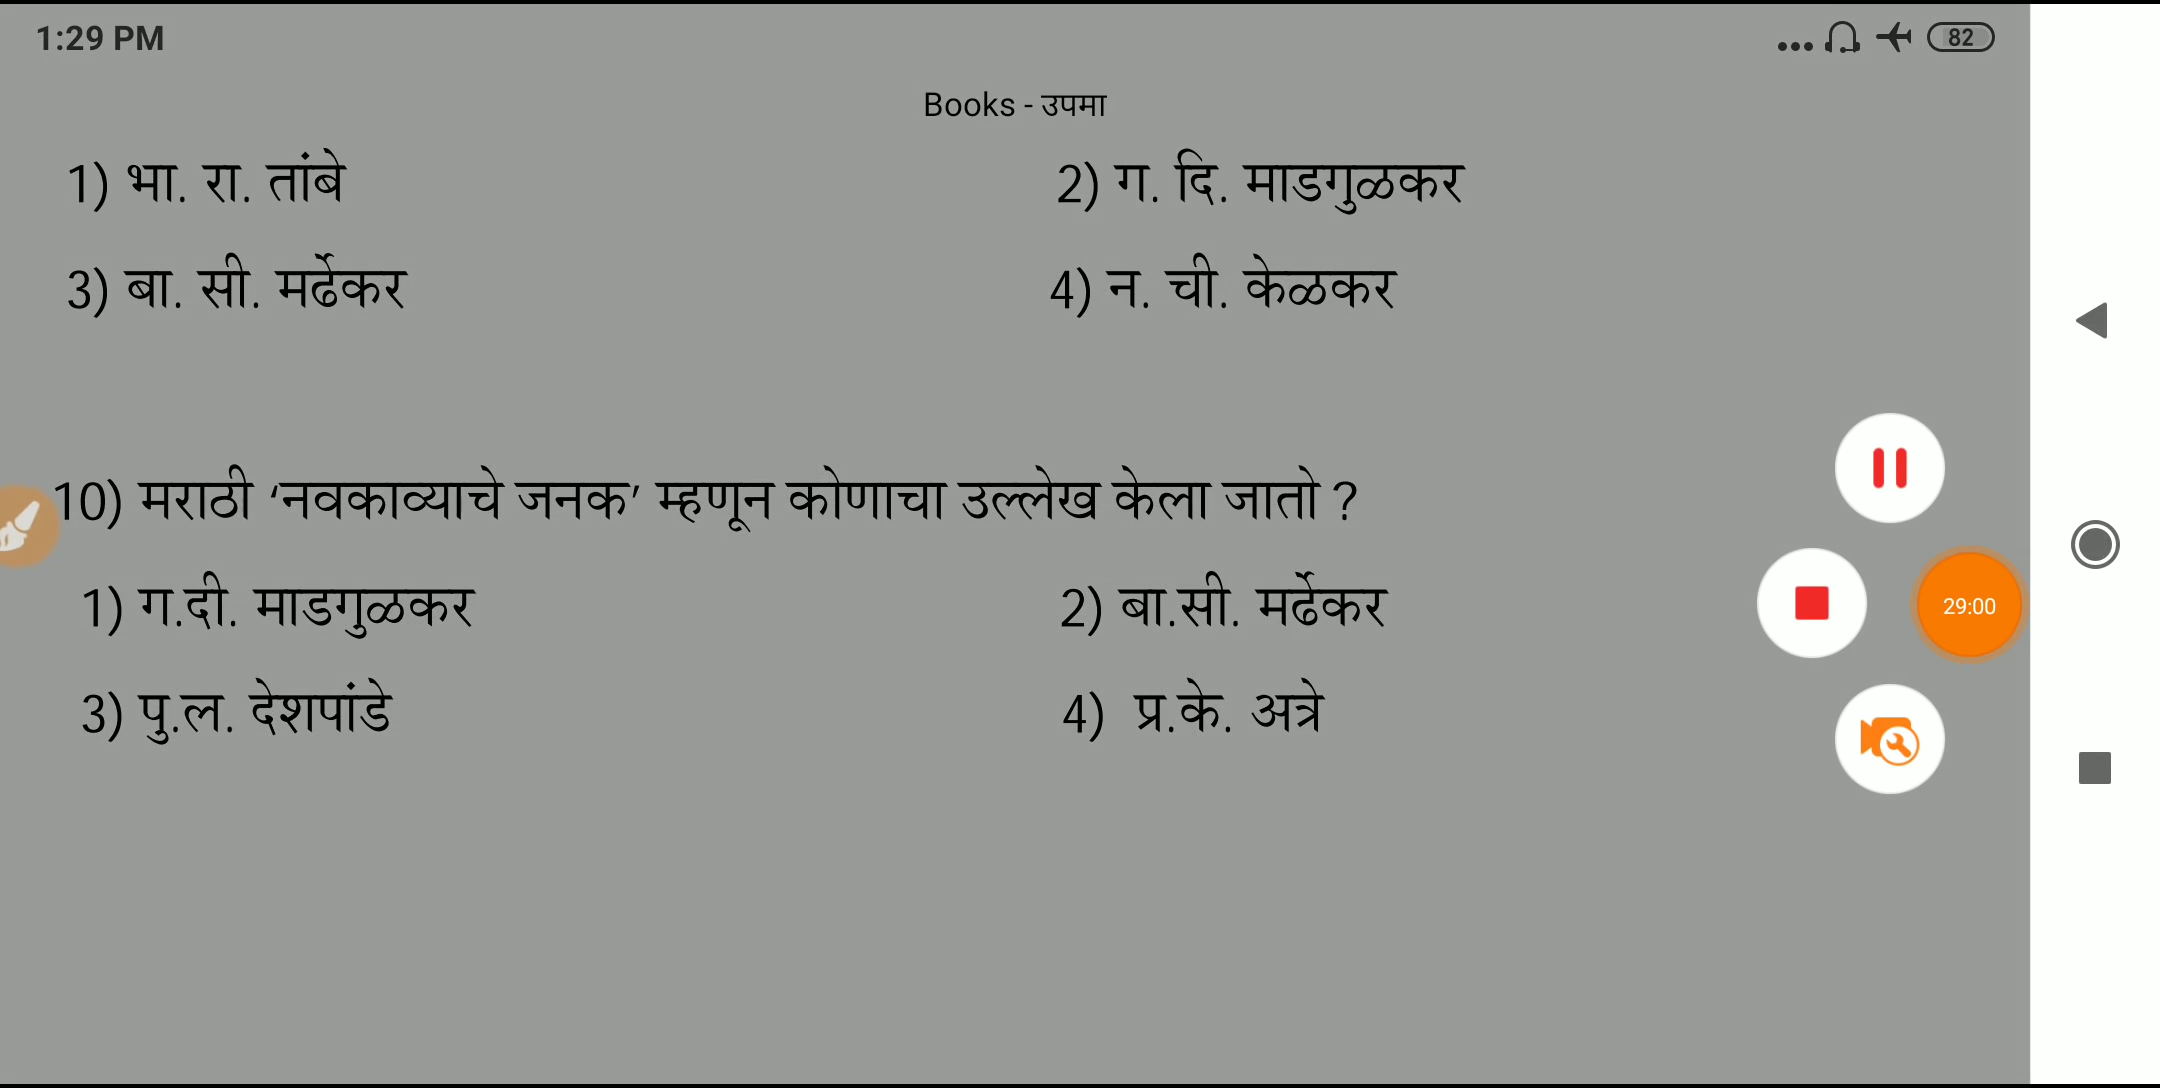 1:29 PM
82
Books - उपमा
1) भा. रा. तांबे
2) ग. दि. माडगुळकर
3) बा. सी. मर्ढेकर
4) न. ची. केळकर
10) मराठी ‘नवकाव्याचे जनक’ म्हणून कोणाचा उल्लेख केला जातो ?
1) ग.दी. माडगुळकर
2) बा.सी. मर्ढेकर
29:00
3) पु.ल. देशपांडे
4) प्र.के. अत्रे